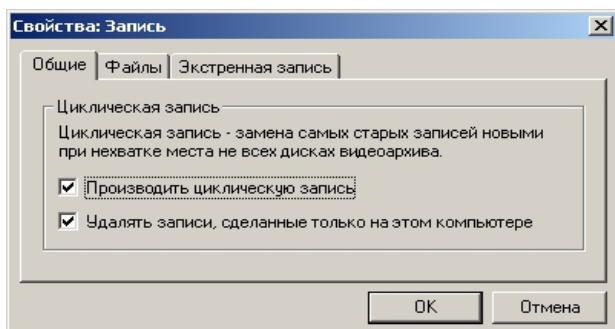 Свойства: Запись
Общие Файлы Экстренная запись
Циклическая запись
Циклическая запись - замена самых старых записей новыми
при нехватке места не всех дисках видеоархива.
Производить циклическую запись
Удалять записи, сделанные только на этом компьютере
OK Отмена